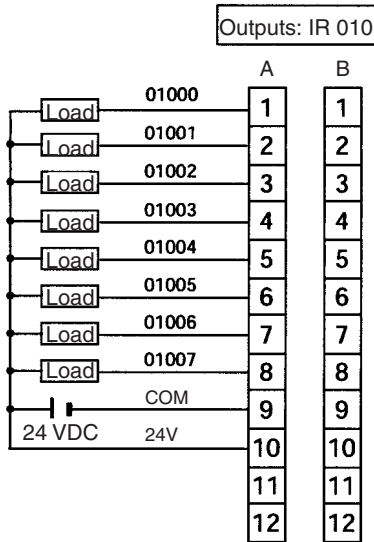 Outputs: IR 010
A B
01000
Load 1 1
01001
Load 2 2
01002
Load 3 3
01003
Load 4 4
01004
Load 5 5
01005
Load 6 6
01006
Load 7 7
01007
Load 8 8
COM
9 9
24 VDC 24V
10 10
11 11
12 12